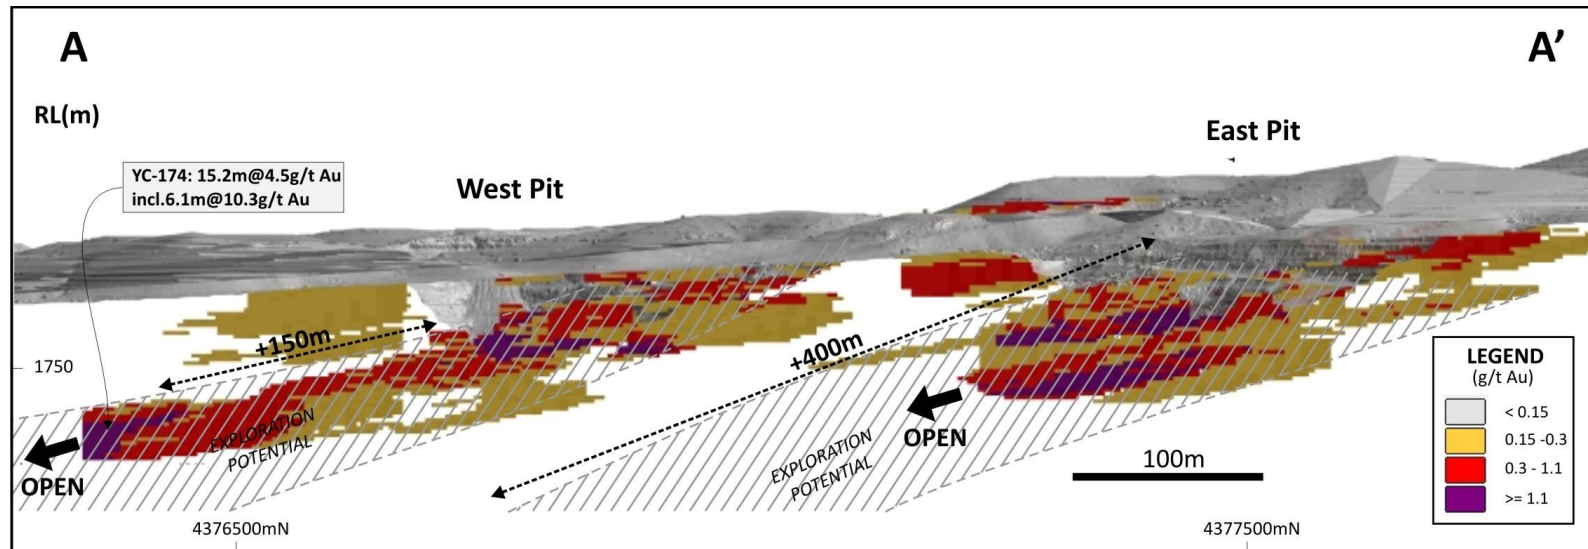 A
A’
RL(m)
East Pit
YC-174: 15.2m@4.5g/t Au
incl.6.1m@10.3g/t Au
West Pit
+150m
+400m
1750
LEGEND
(g/t Au)
< 0.15
0.15 -0.3
0.3 - 1.1
>= 1.1
EXPLORATION
POTENTIAL
OPEN
OPEN
EXPLORATION
POTENTIAL
100m
4376500mN
4377500mN